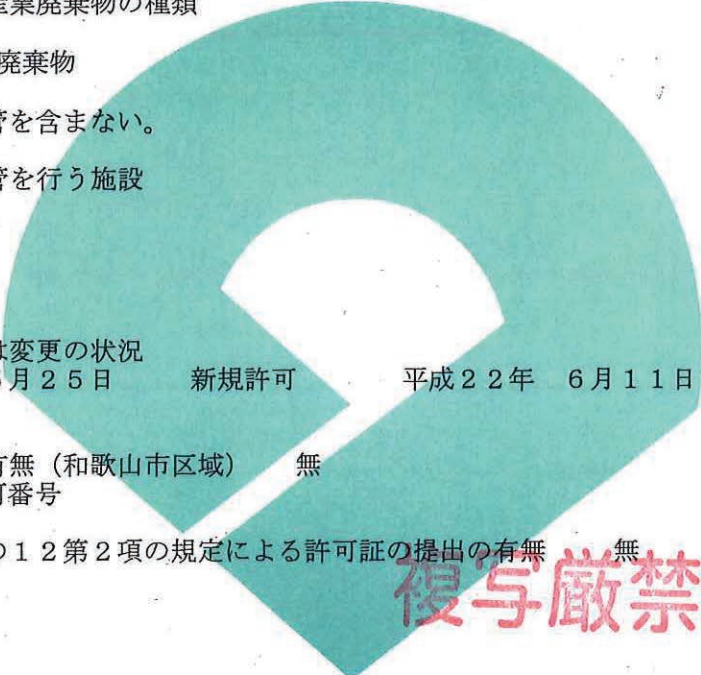 産業廃棄物の種類
廃棄物
管を含まない。
管を行う施設
は変更の状況
月25日 新規許可 平成22年 6月11日
有無（和歌山市区域） 無
可番号
の12第2項の規定による許可証の提出の有無 無
複写厳禁